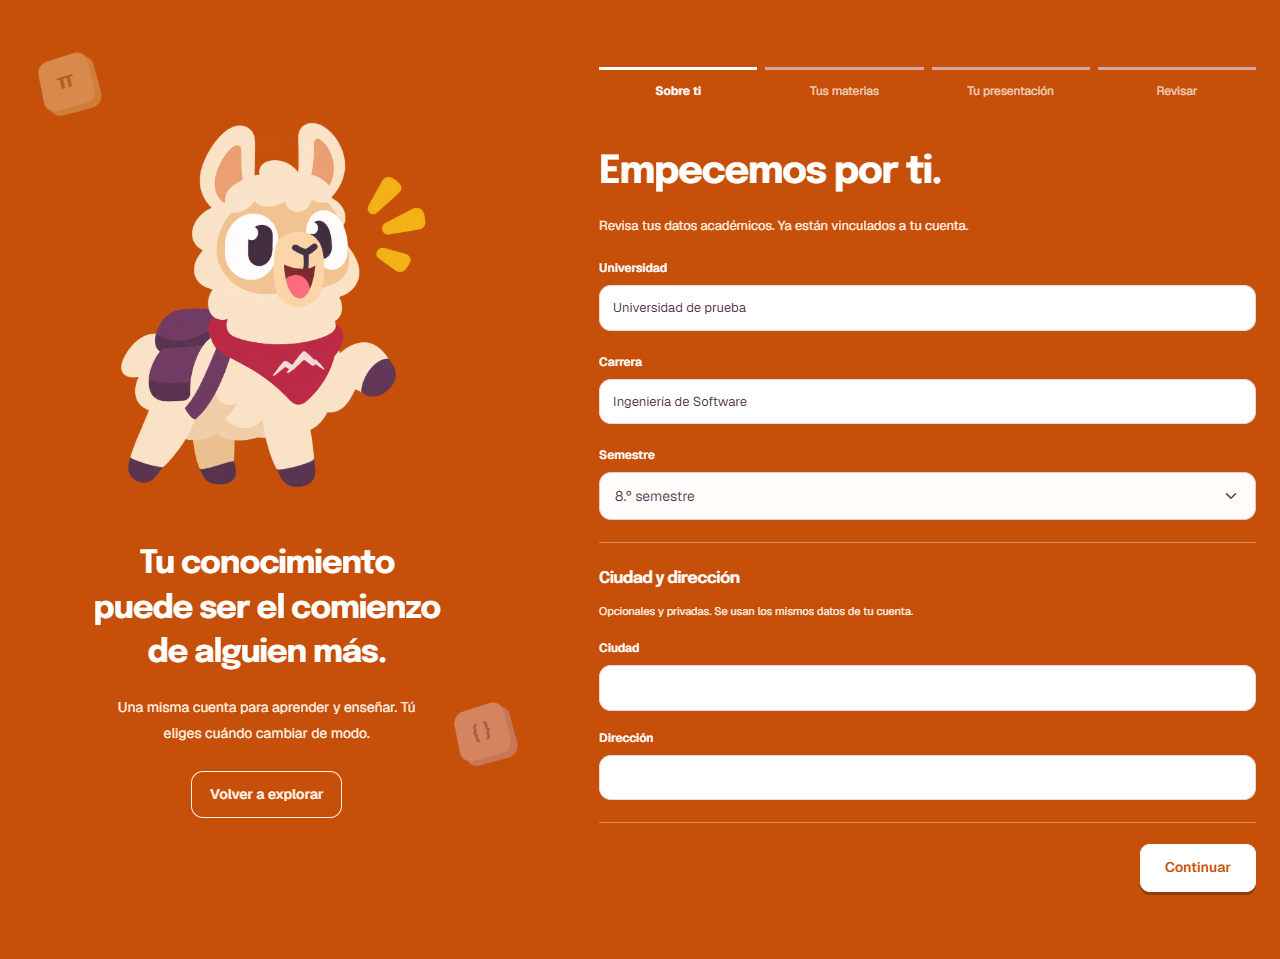 π
Tu conocimiento
puede ser el comienzo
de alguien más.
Una misma cuenta para aprender y enseñar. Tú
eliges cuándo cambiar de modo.
{ }
Volver a explorar
Sobre ti
Tus materias
Tu presentación
Revisar
Empecemos por ti.
Revisa tus datos académicos. Ya están vinculados a tu cuenta.
Universidad
Universidad de prueba
Carrera
Ingeniería de Software
Semestre
8.º semestre
Ciudad y dirección
Opcionales y privadas. Se usan los mismos datos de tu cuenta.
Ciudad
Dirección
Continuar